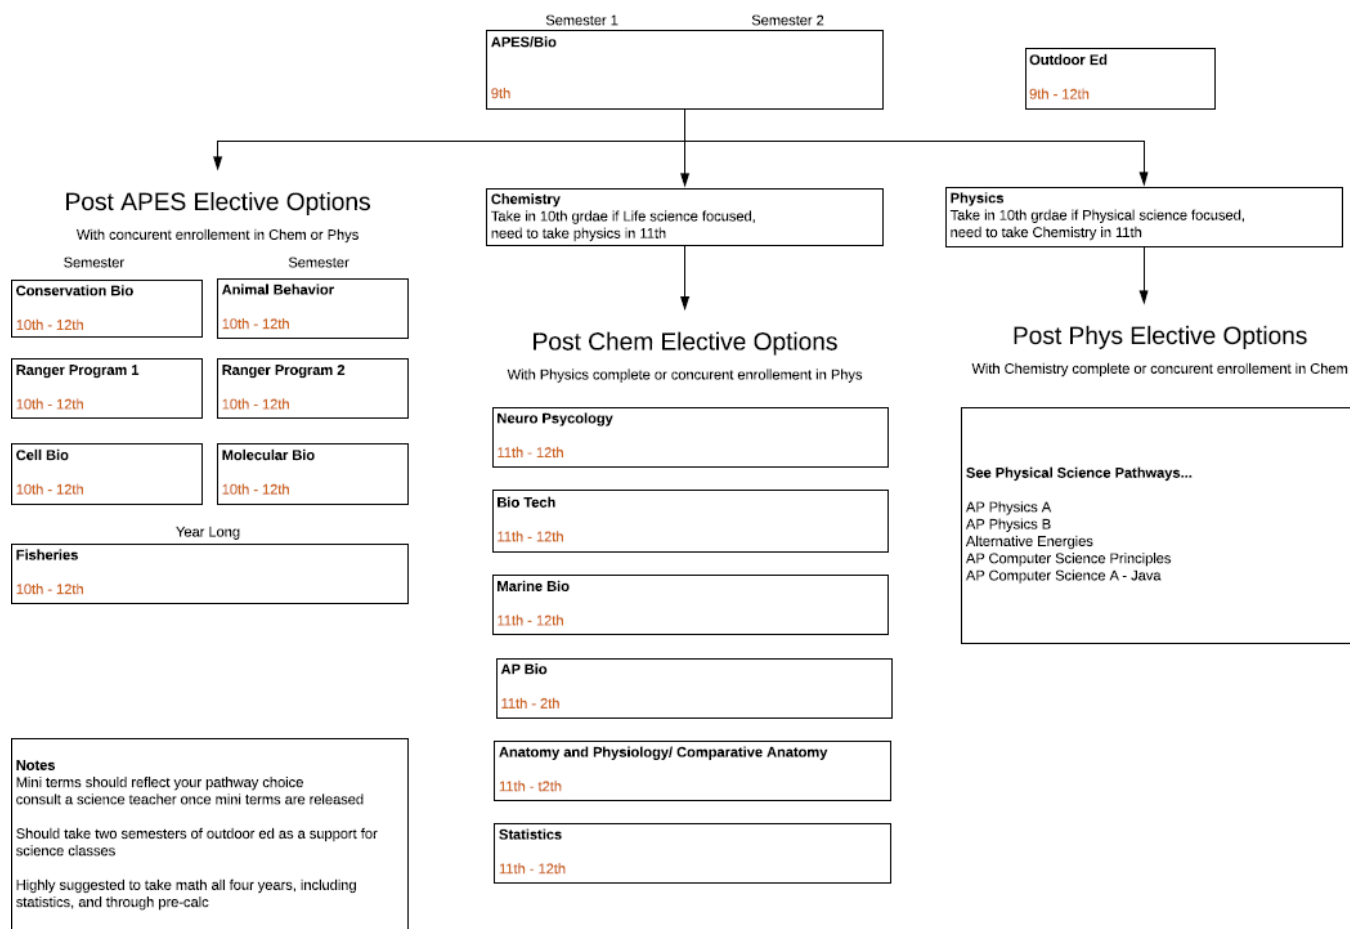 Semester 1
Semester 2
APES/Bio
9th
Outdoor Ed
9th - 12th
Post APES Elective Options
With concurent enrollement in Chem or Phys
Semester
Semester
Conservation Bio
10th - 12th
Animal Behavior
10th - 12th
Ranger Program 1
10th - 12th
Ranger Program 2
10th - 12th
Cell Bio
10th - 12th
Molecular Bio
10th - 12th
Year Long
Fisheries
10th - 12th
Notes
Mini terms should reflect your pathway choice
consult a science teacher once mini terms are released
Should take two semesters of outdoor ed as a support for
science classes
Highly suggested to take math all four years, including
statistics, and through pre-calc
Chemistry
Take in 10th grdae if Life science focused,
need to take physics in 11th
Post Chem Elective Options
With Physics complete or concurent enrollement in Phys
Neuro Psycology
11th - 12th
Bio Tech
11th - 12th
Marine Bio
11th - 12th
AP Bio
11th - 2th
Anatomy and Physiology/ Comparative Anatomy
11th - t2th
Statistics
11th - 12th
Physics
Take in 10th grdae if Physical science focused,
need to take Chemistry in 11th
Post Phys Elective Options
With Chemistry complete or concurent enrollement in Chem
See Physical Science Pathways...
AP Physics A
AP Physics B
Alternative Energies
AP Computer Science Principles
AP Computer Science A - Java